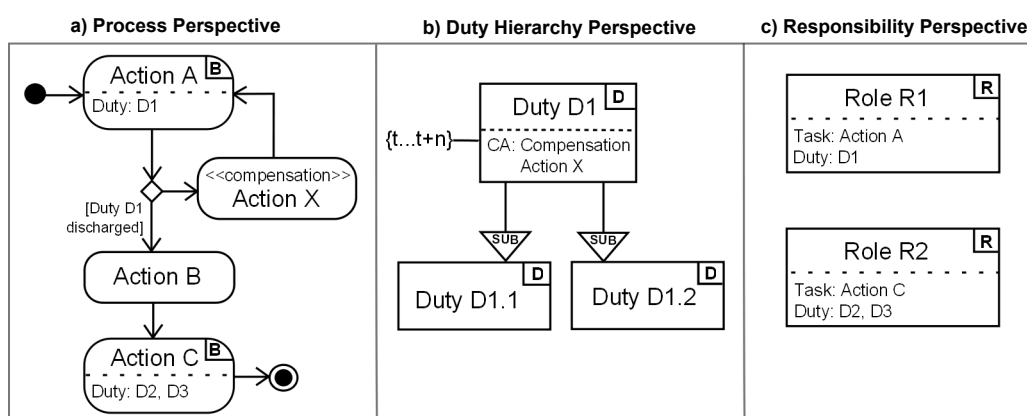 a) Process Perspective
Action A
B
Duty: D1
<<compensation>>
Action X
[Duty D1
discharged]
Action B
Action C
B
Duty: D2, D3
b) Duty Hierarchy Perspective
Duty D1
D
{t...t+n}
CA: Compensation
Action X
SUB
SUB
Duty D1.1
D
Duty D1.2
D
c) Responsibility Perspective
Role R1
R
Task: Action A
Duty: D1
Role R2
R
Task: Action C
Duty: D2, D3